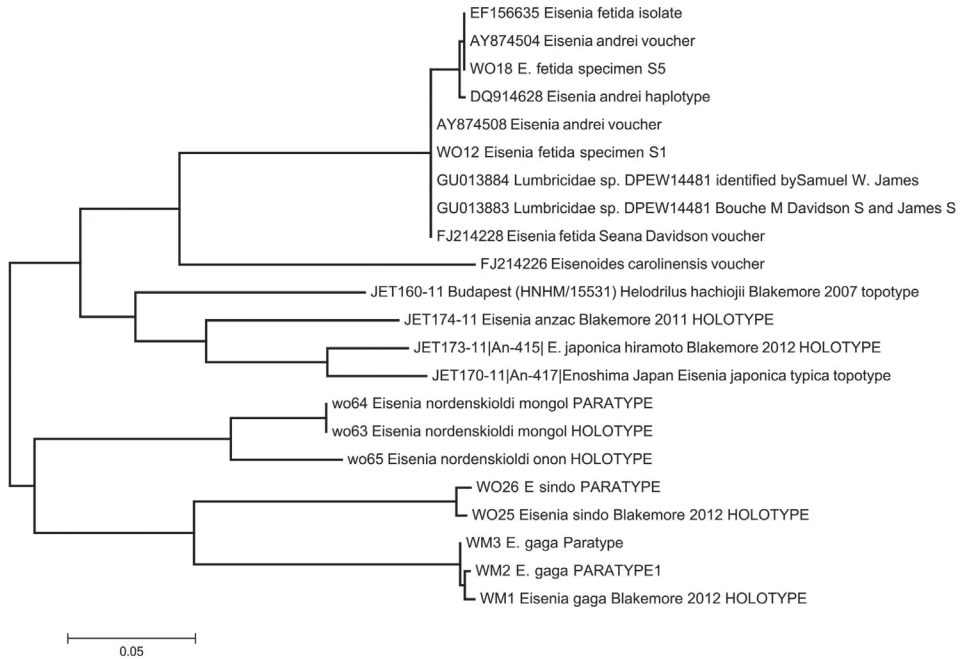 EF156635 Eisenia fetida isolate
AY874504 Eisenia andrei voucher
WO18 E. fetida specimen S5
DQ914628 Eisenia andrei haplotype
AY874508 Eisenia andrei voucher
WO12 Eisenia fetida specimen S1
GU013884 Lumbricidae sp. DPEW14481 identified bySamuel W. James
GU013883 Lumbricidae sp. DPEW14481 Bouche M Davidson S and James S
FJ214228 Eisenia fetida Seana Davidson voucher
FJ214226 Eisenoides carolinensis voucher
JET160-11 Budapest (HNHM/15531) Helodrilus hachiojii Blakemore 2007 topotype
JET174-11 Eisenia anzac Blakemore 2011 HOLOTYPE
JET173-11|An-415| E. japonica hiramoto Blakemore 2012 HOLOTYPE
JET170-11|An-417|Enoshima Japan Eisenia japonica typica topotype
wo64 Eisenia nordenskioldi mongol PARATYPE
wo63 Eisenia nordenskioldi mongol HOLOTYPE
wo65 Eisenia nordenskioldi onon HOLOTYPE
WO26 E sindo PARATYPE
WO25 Eisenia sindo Blakemore 2012 HOLOTYPE
WM3 E. gaga Paratype
WM2 E. gaga PARATYPE1
WM1 Eisenia gaga Blakemore 2012 HOLOTYPE
0.05